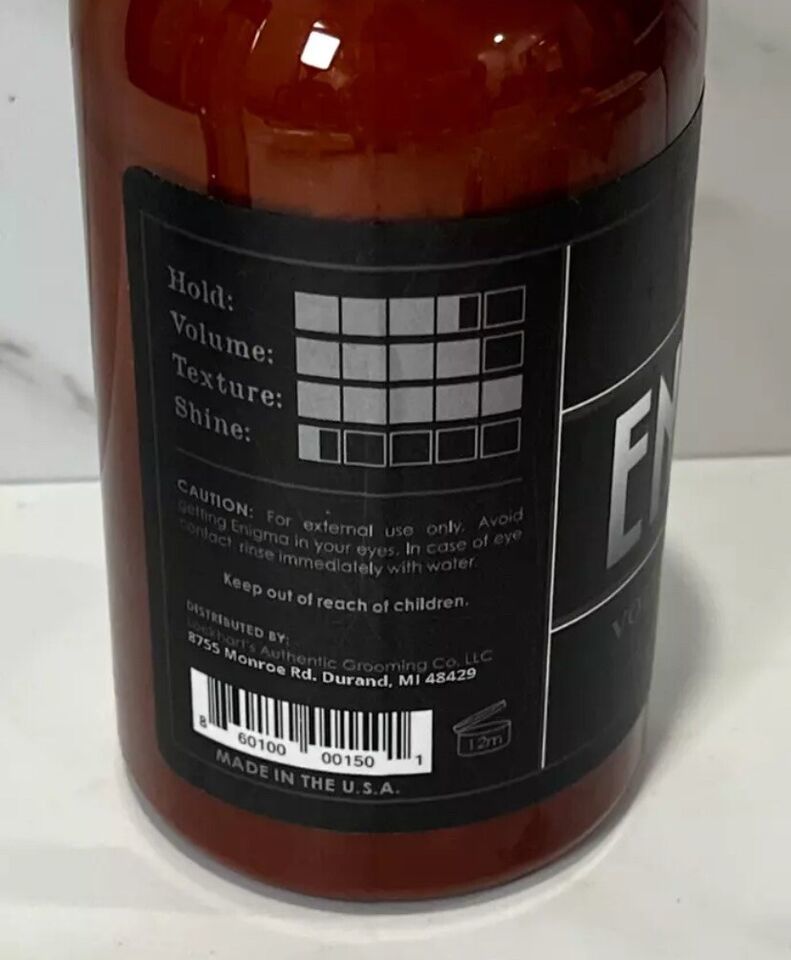 Hold:
Volume:
Texture:
Shine:
CAUTION: For external use only. Avoid
getting Enigma in your eyes. In case of eye
contact, rinse immediately with water.
Keep out of reach of children.
DISTRIBUTED BY:
Lockhart's Authentic Grooming Co, LLC
8755 Monroe Rd. Durand, MI 48429
8 60100 00150 1
12m
MADE IN THE U.S.A.
EN
VO